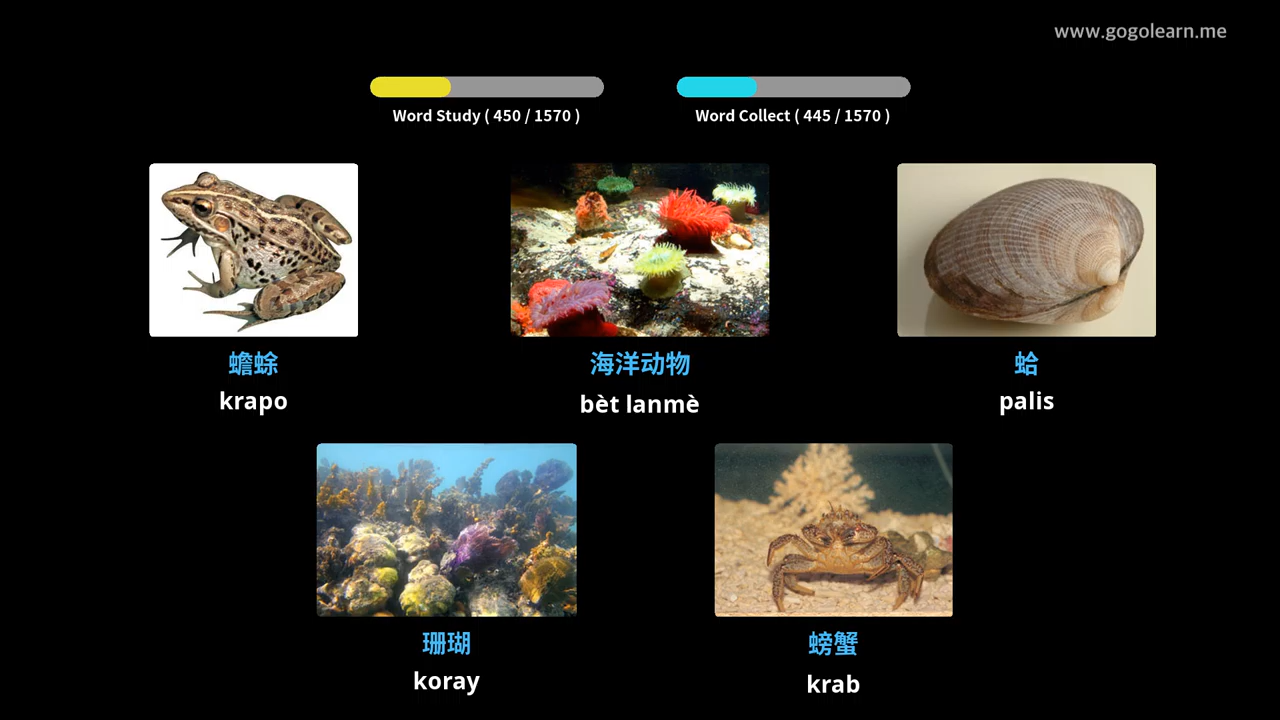 www.gogolearn.me
Word Study ( 450 / 1570 )
Word Collect ( 445 / 1570 )
蟾蜍
krapo
海洋动物
bèt lanmè
蛤
palis
珊瑚
koray
螃蟹
krab